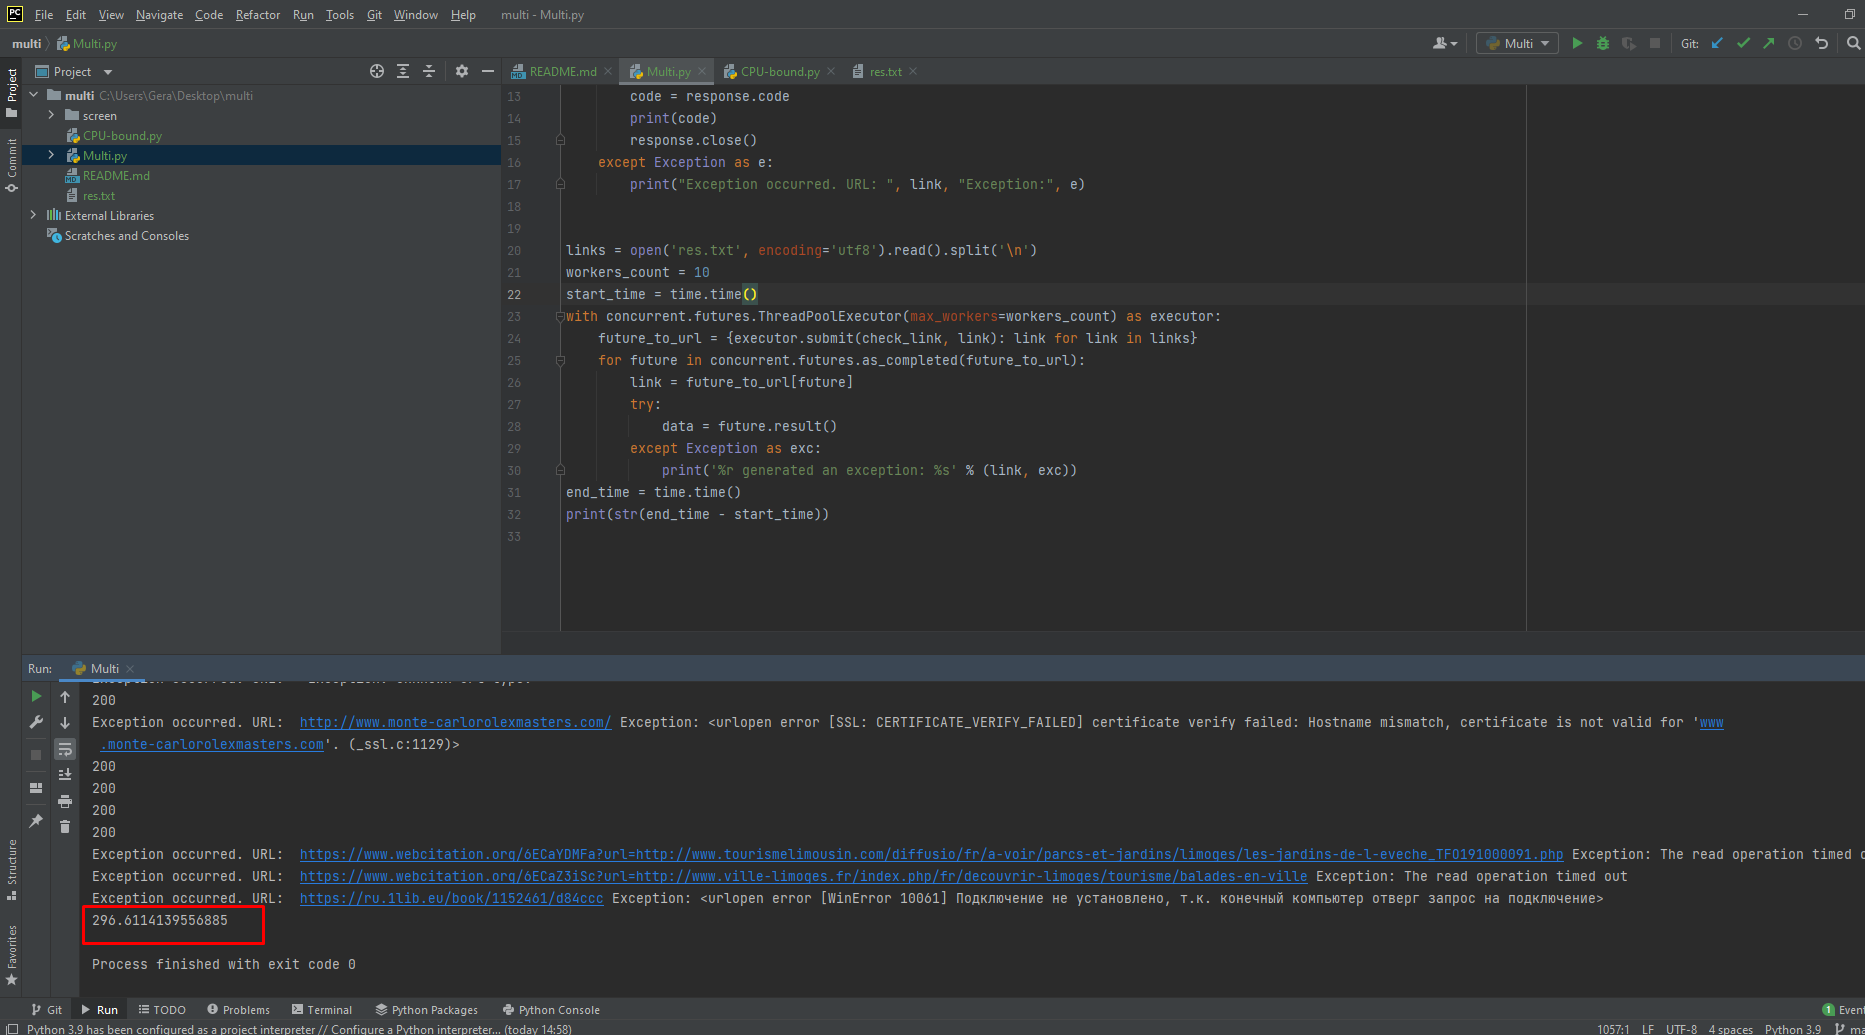 PC File Edit View Navigate Code Refactor Run Tools Git Window Help multi - Multi.py
multi Multi.py Multi Git:
Project
README.md Multi.py CPU-bound.py res.txt
Project
Commit
Structure
Favorites
multi C:\Users\Gera\Desktop\multi
screen
CPU-bound.py
Multi.py
README.md
res.txt
External Libraries
Scratches and Consoles
13 code = response.code
14 print(code)
15 response.close()
16 except Exception as e:
17 print("Exception occurred. URL: ", link, "Exception:", e)
18
19
20 links = open('res.txt', encoding='utf8').read().split('\n')
21 workers_count = 10
22 start_time = time.time()
23 with concurrent.futures.ThreadPoolExecutor(max_workers=workers_count) as executor:
24 future_to_url = {executor.submit(check_link, link): link for link in links}
25 for future in concurrent.futures.as_completed(future_to_url):
26 link = future_to_url[future]
27 try:
28 data = future.result()
29 except Exception as exc:
30 print('%r generated an exception: %s' % (link, exc))
31 end_time = time.time()
32 print(str(end_time - start_time))
33
Run: Multi
200
Exception occurred. URL:  http://www.monte-carlorolexmasters.com/ Exception: <urlopen error [SSL: CERTIFICATE_VERIFY_FAILED] certificate verify failed: Hostname mismatch, certificate is not valid for 'www
.monte-carlorolexmasters.com'. (_ssl.c:1129)>
200
200
200
200
Exception occurred. URL:  https://www.webcitation.org/6ECaYDMFa?url=http://www.tourismelimousin.com/diffusio/fr/a-voir/parcs-et-jardins/limoges/les-jardins-de-l-eveche_TFO191000091.php Exception: The read operation timed o
Exception occurred. URL:  https://www.webcitation.org/6ECaZ3iSc?url=http://www.ville-limoges.fr/index.php/fr/decouvrir-limoges/tourisme/balades-en-ville Exception: The read operation timed out
Exception occurred. URL:  https://ru.1lib.eu/book/1152461/d84ccc Exception: <urlopen error [WinError 10061] Подключение не установлено, т.к. конечный компьютер отверг запрос на подключение>
296.6114139556885
Process finished with exit code 0
Git Run TODO Problems Terminal Python Packages Python Console 1 Event
Python 3.9 has been configured as a project interpreter // Configure a Python interpreter... (today 14:58) 1057:1 LF UTF-8 4 spaces Python 3.9 ma